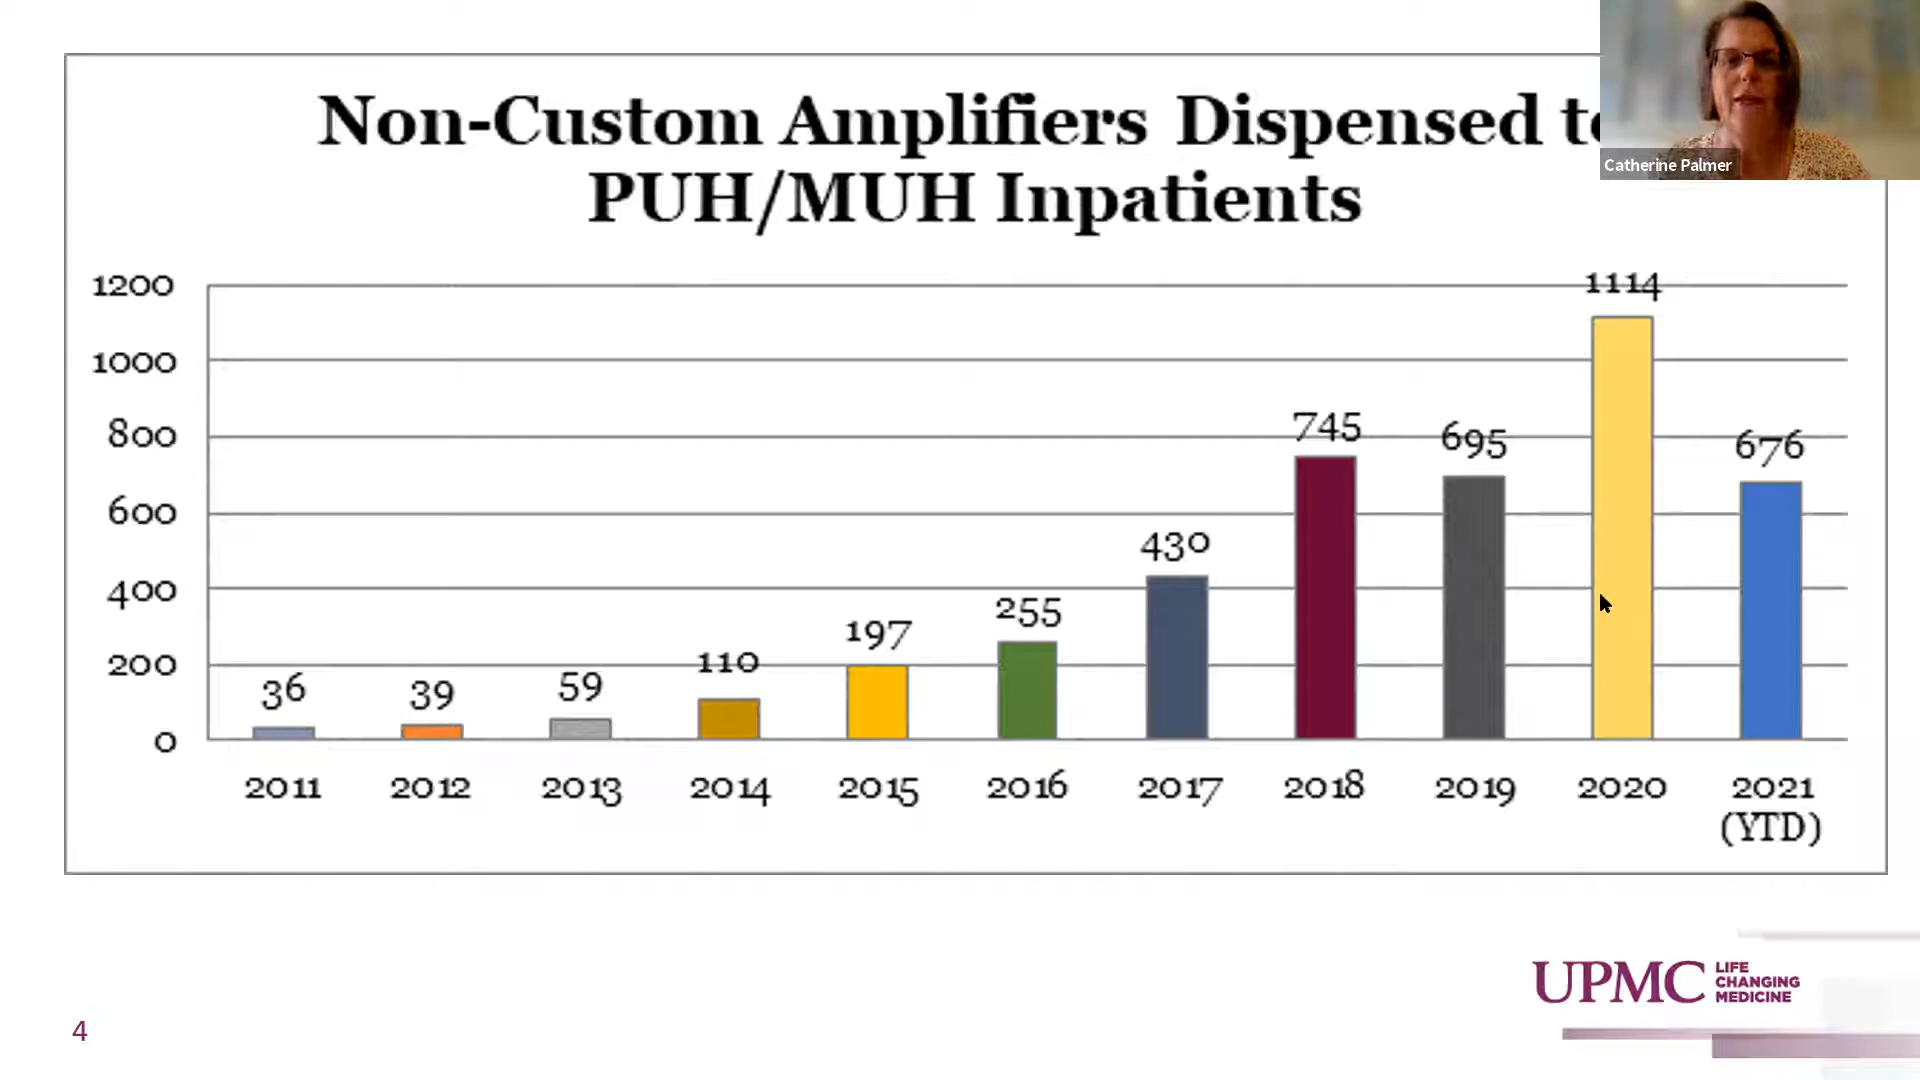 Non-Custom Amplifiers Dispensed
PUH/MUH Inpatients
Catherine Palmer
1200
1000
800
600
400
200
0
36
39
59
110
197
255
430
745
695
1114
676
2011 2012 2013 2014 2015 2016 2017 2018 2019 2020 2021
(YTD)
UPMC
LIFE
CHANGING
MEDICINE
4